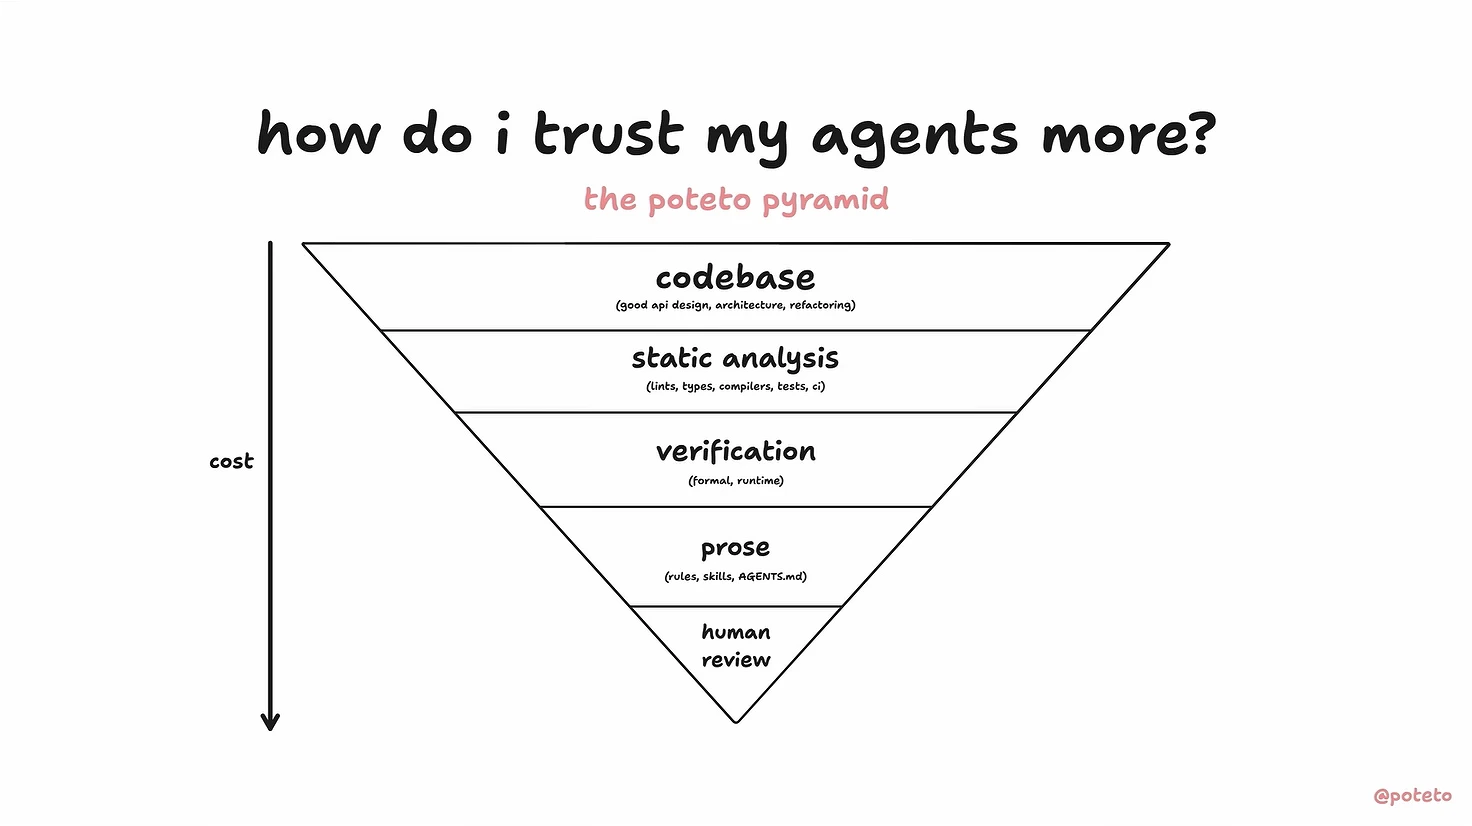 how do i trust my agents more?
the poteto pyramid
codebase
(good api design, architecture, refactoring)
static analysis
(lints, types, compilers, tests, ci)
verification
(formal, runtime)
cost
prose
(rules, skills, AGENTS.md)
human
review
@poteto